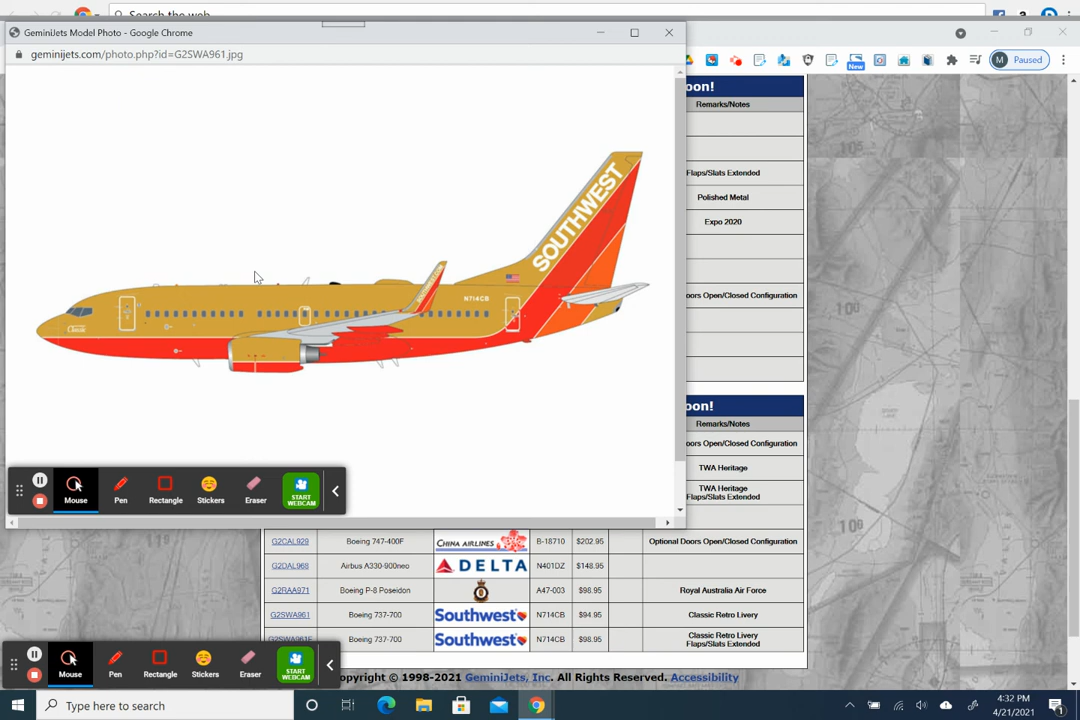 Search the web
GeminiJets Model Photo - Google Chrome
geminijets.com/photo.php?id=G2SWA961.jpg
M Paused
New
SOUTHWEST
N714CB
oon!
Remarks/Notes
Flaps/Slats Extended
Polished Metal
Expo 2020
oors Open/Closed Configuration
oon!
Remarks/Notes
oors Open/Closed Configuration
TWA Heritage
TWA Heritage
Flaps/Slats Extended
Mouse Pen Rectangle Stickers Eraser START WEBCAM
G2CAL929 Boeing 747-400F CHINA AIRLINES B-18710 $202.95 Optional Doors Open/Closed Configuration
G2DAL968 Airbus A330-900neo DELTA N401DZ $148.95
G2RAA971 Boeing P-8 Poseidon A47-003 $98.95 Royal Australia Air Force
G2SWA961 Boeing 737-700 Southwest N714CB $94.95 Classic Retro Livery
G2SWA961F Boeing 737-700 Southwest N714CB $98.95 Classic Retro Livery
Flaps/Slats Extended
Mouse Pen Rectangle Stickers Eraser START WEBCAM
opyright © 1998-2021 GeminiJets, Inc. All Rights Reserved. Accessibility
Type here to search
4:32 PM
4/21/2021
1